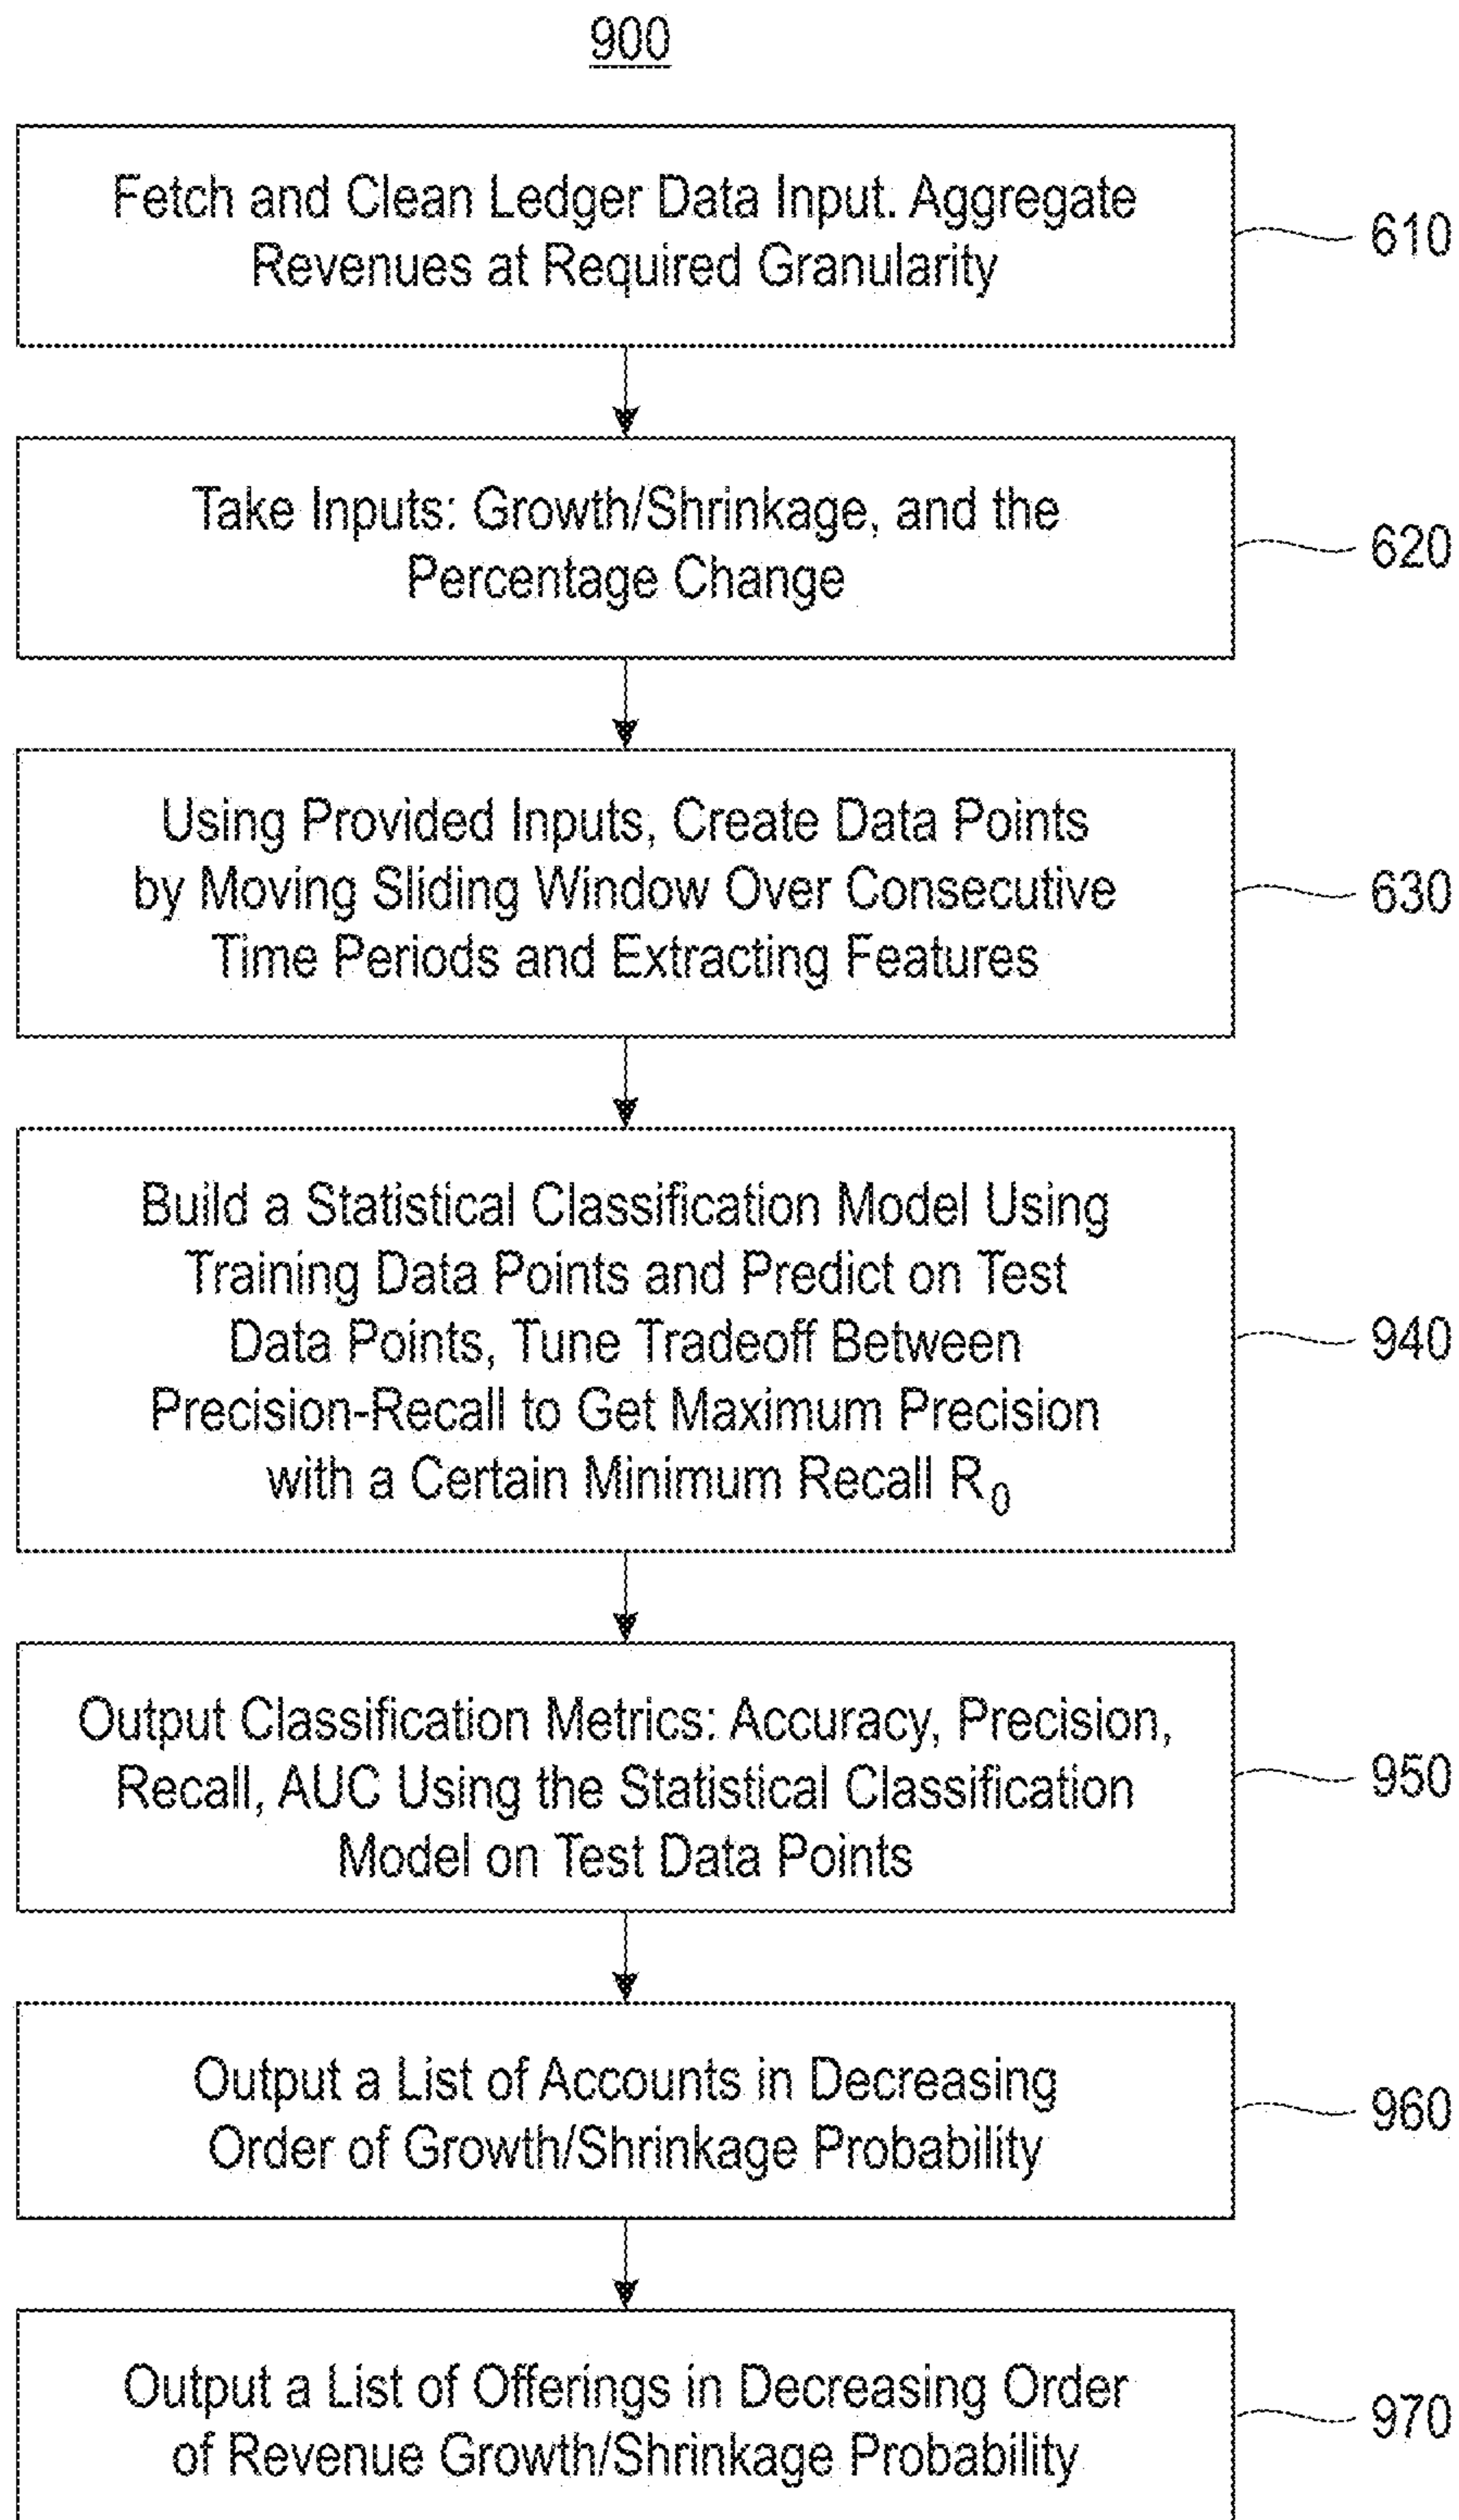 900
Fetch and Clean Ledger Data Input. Aggregate
Revenues at Required Granularity
610
Take Inputs: Growth/Shrinkage, and the
Percentage Change
620
Using Provided Inputs, Create Data Points
by Moving Sliding Window Over Consecutive
Time Periods and Extracting Features
630
Build a Statistical Classification Model Using
Training Data Points and Predict on Test
Data Points, Tune Tradeoff Between
Precision-Recall to Get Maximum Precision
with a Certain Minimum Recall R₀
940
Output Classification Metrics: Accuracy, Precision,
Recall, AUC Using the Statistical Classification
Model on Test Data Points
950
Output a List of Accounts in Decreasing
Order of Growth/Shrinkage Probability
960
Output a List of Offerings in Decreasing Order
of Revenue Growth/Shrinkage Probability
970